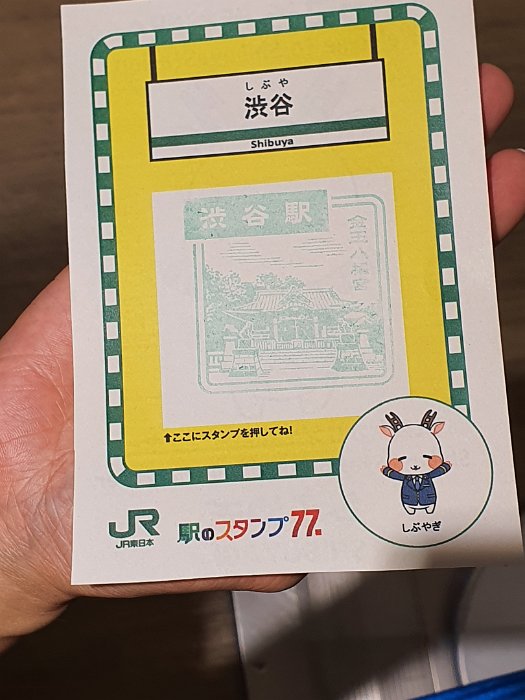 しぶや
渋谷
Shibuya
渋谷駅
金王八幡宮
⬆ここにスタンプを押してね!
しぶやぎ
JR
JR東日本
駅のスタンプ77